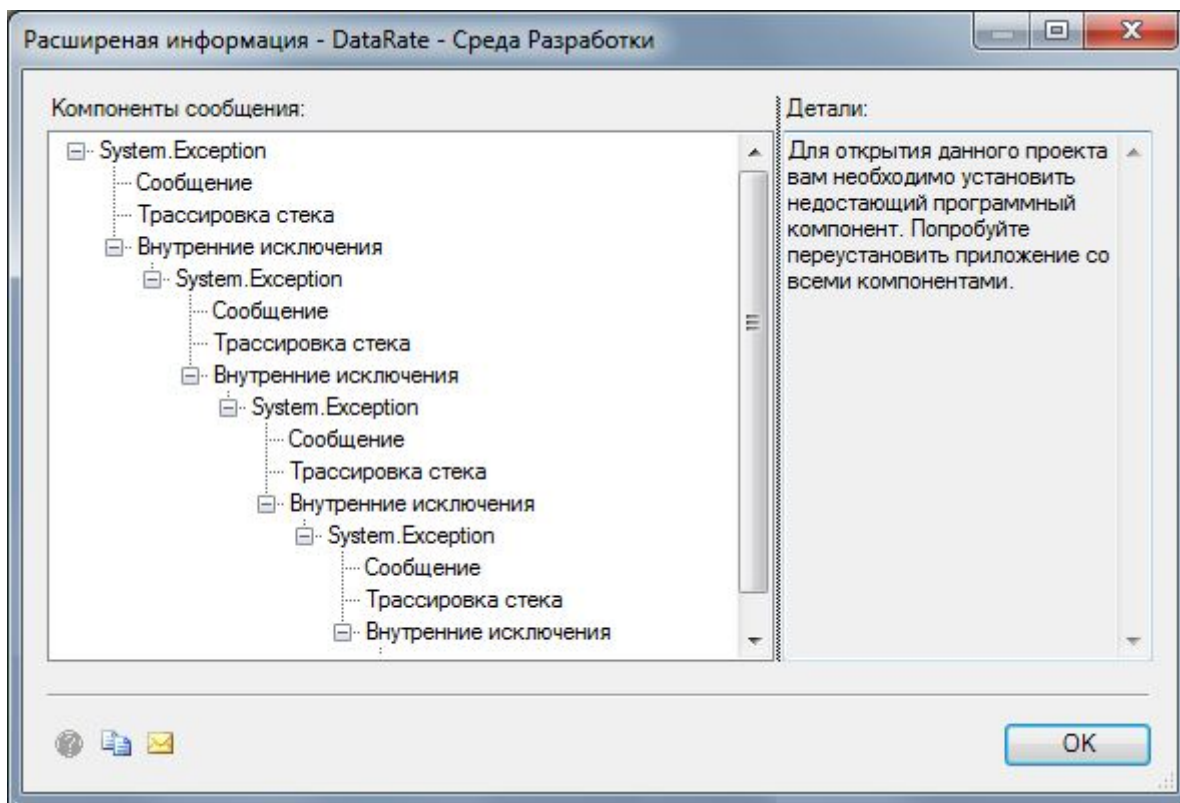 Расширеная информация - DataRate - Среда Разработки
Компоненты сообщения:
System.Exception
Сообщение
Трассировка стека
Внутренние исключения
System.Exception
Сообщение
Трассировка стека
Внутренние исключения
System.Exception
Сообщение
Трассировка стека
Внутренние исключения
System.Exception
Сообщение
Трассировка стека
Внутренние исключения
Детали:
Для открытия данного проекта
вам необходимо установить
недостающий программный
компонент. Попробуйте
переустановить приложение со
всеми компонентами.
OK